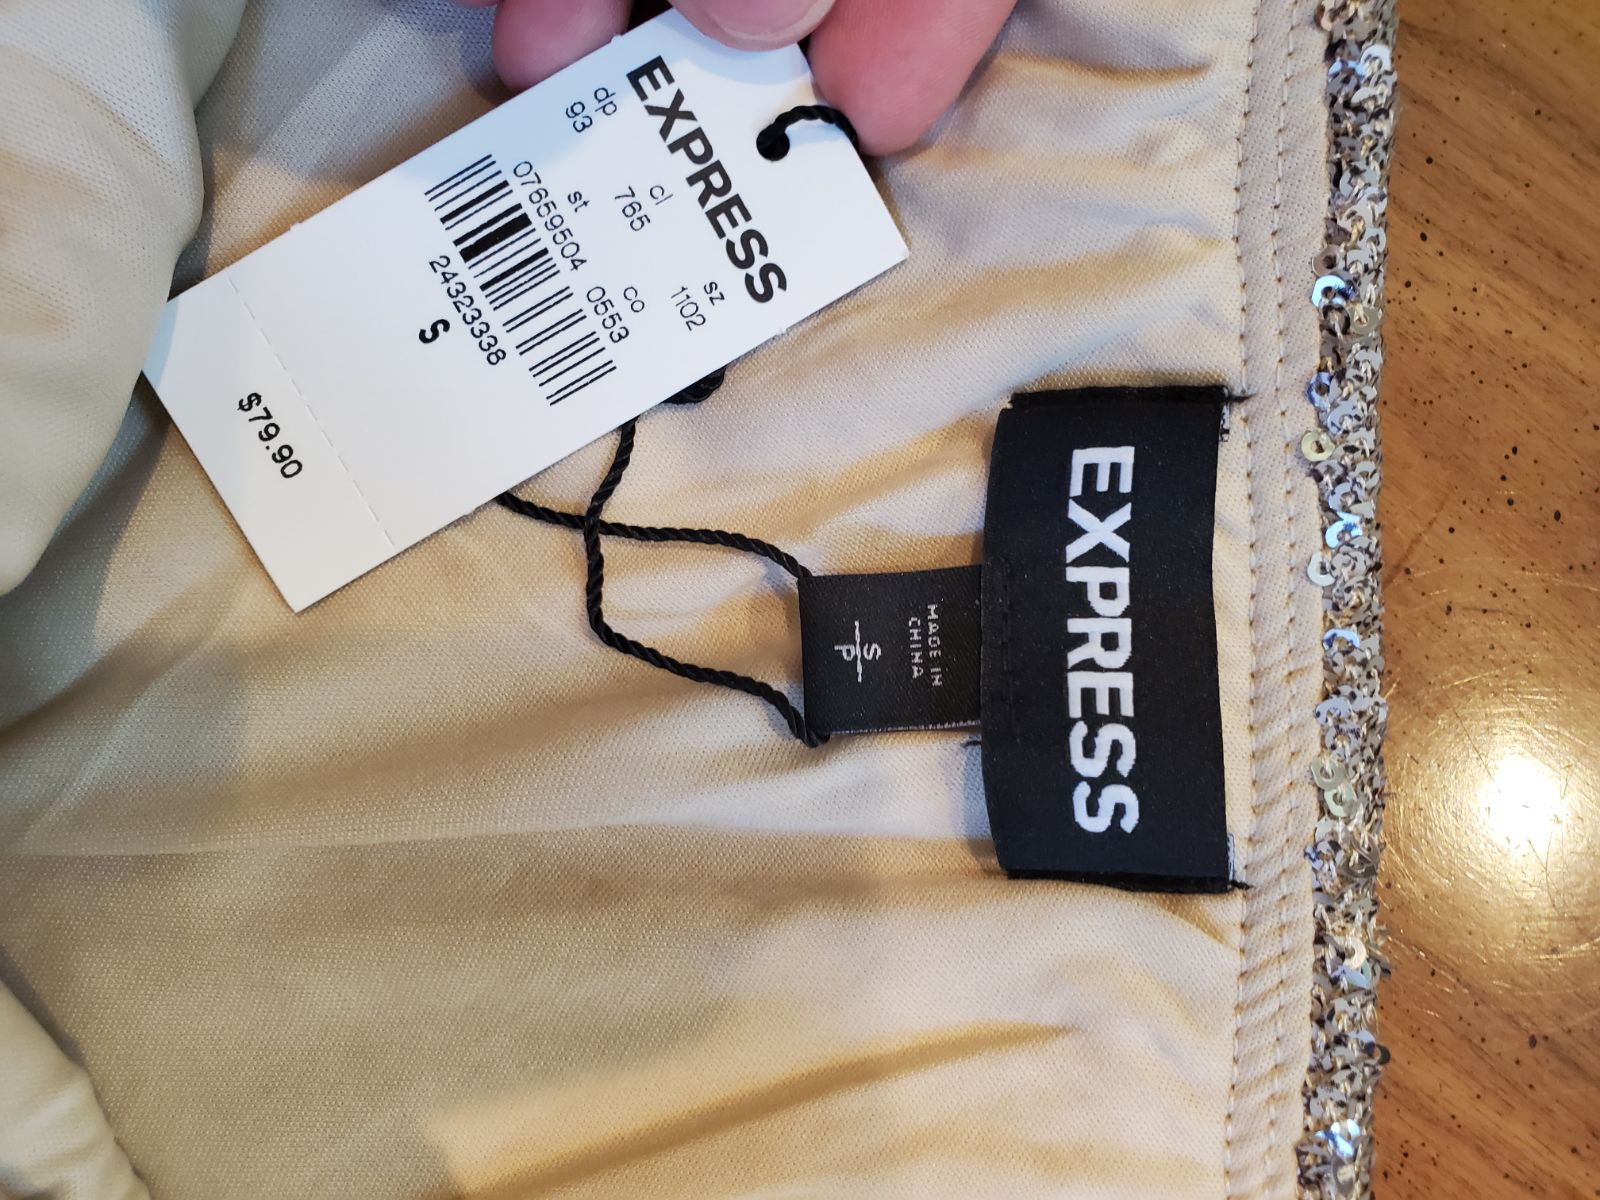 EXPRESS
dp cl sz
93 765 1102
st co
07659504 0553
24323338
S
$79.90
EXPRESS
MADE IN
CHINA
S
P